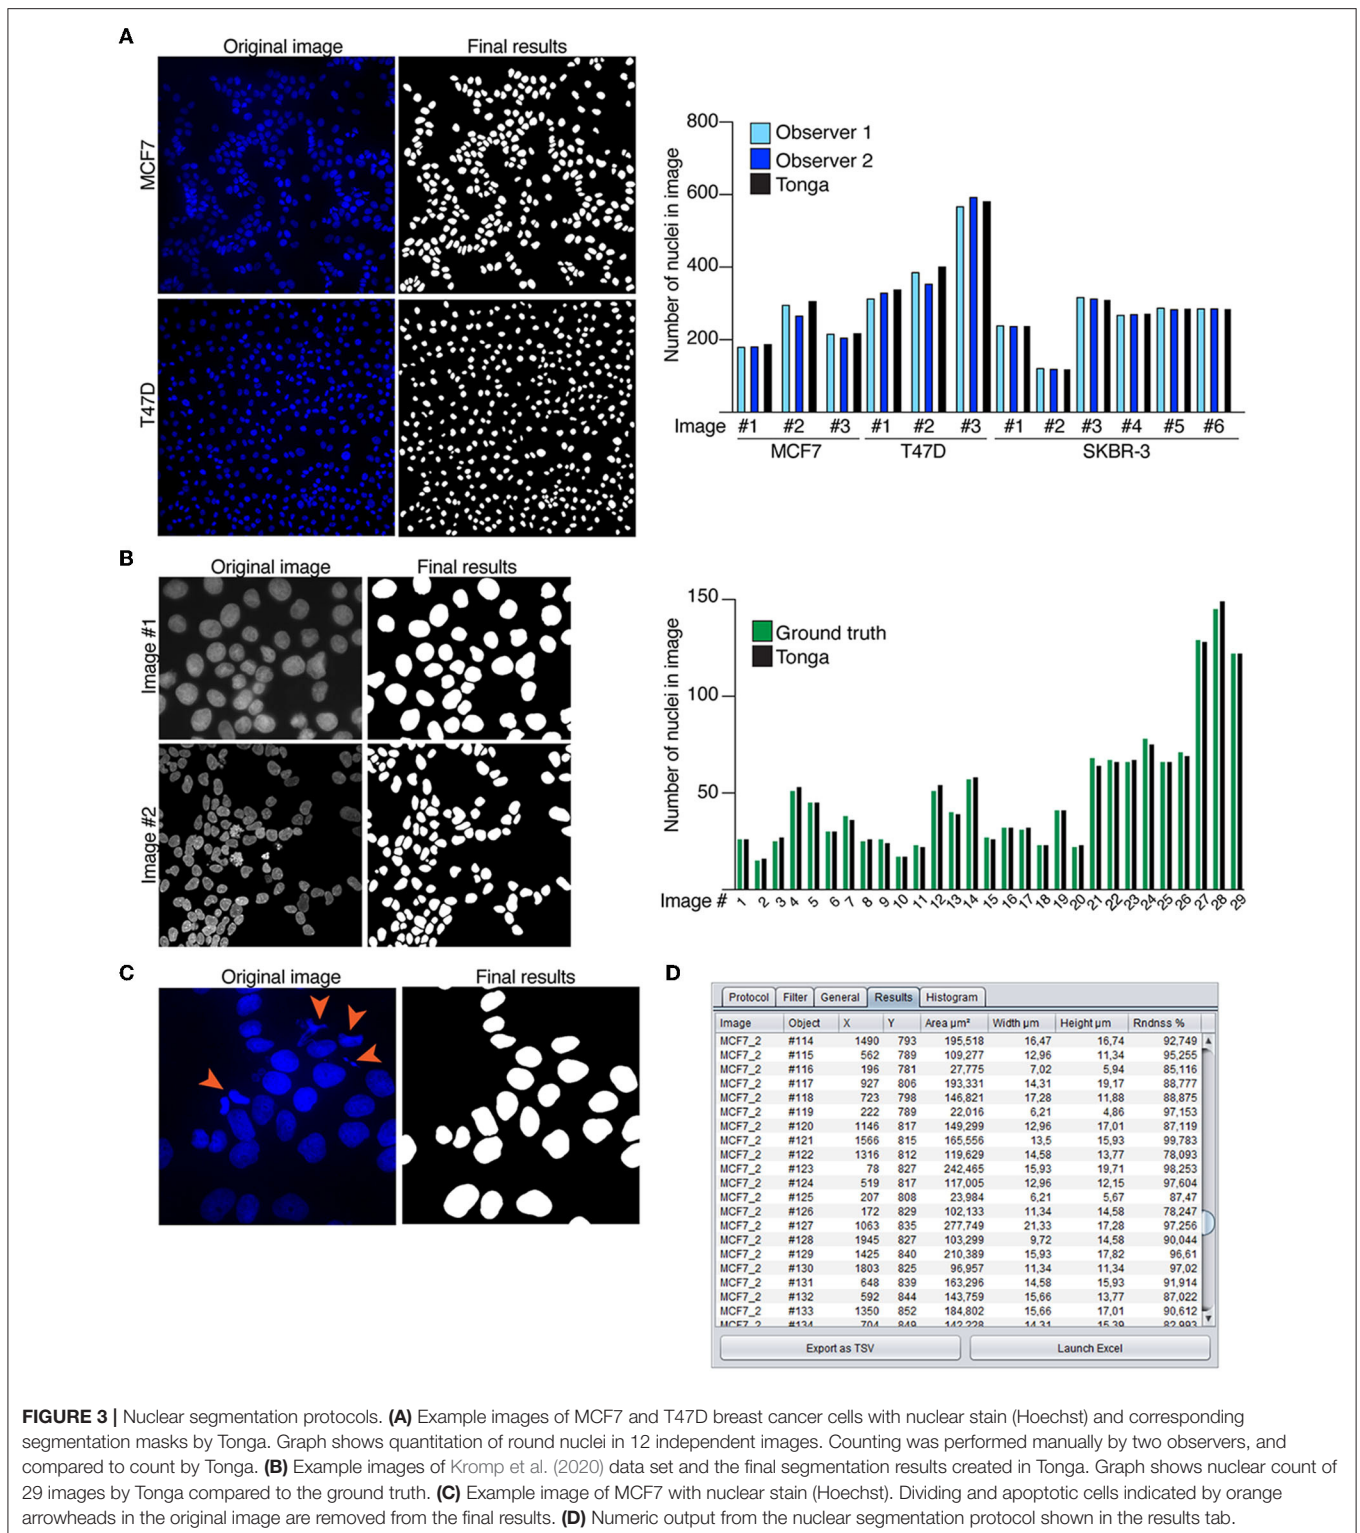 A
Original image
Final results
MCF7
T47D
Number of nuclei in image
800
600
400
200
Observer 1
Observer 2
Tonga
Image #1 #2 #3 #1 #2 #3 #1 #2 #3 #4 #5 #6
MCF7 T47D SKBR-3
B
Original image
Final results
Image #1
Image #2
Number of nuclei in image
150
100
50
Ground truth
Tonga
Image # 1 2 3 4 5 6 7 8 9 10 11 12 13 14 15 16 17 18 19 20 21 22 23 24 25 26 27 28 29
C
Original image
Final results
D
Protocol Filter General Results Histogram
Image Object X Y Area µm² Width µm Height µm Rndnss %
MCF7_2 #114 1490 793 195,518 16,47 16,74 92,749
MCF7_2 #115 562 789 109,277 12,96 11,34 95,255
MCF7_2 #116 196 781 27,775 7,02 5,94 85,116
MCF7_2 #117 927 806 193,331 14,31 19,17 88,777
MCF7_2 #118 723 798 146,821 17,28 11,88 88,875
MCF7_2 #119 222 789 22,016 6,21 4,86 97,153
MCF7_2 #120 1146 817 149,299 12,96 17,01 87,119
MCF7_2 #121 1566 815 165,556 13,5 15,93 99,783
MCF7_2 #122 1316 812 119,629 14,58 13,77 78,093
MCF7_2 #123 78 827 242,465 15,93 19,71 98,253
MCF7_2 #124 519 817 117,005 12,96 12,15 97,604
MCF7_2 #125 207 808 23,984 6,21 5,67 87,47
MCF7_2 #126 172 829 102,133 11,34 14,58 78,247
MCF7_2 #127 1063 835 277,749 21,33 17,28 97,256
MCF7_2 #128 1945 827 103,299 9,72 14,58 90,044
MCF7_2 #129 1425 840 210,389 15,93 17,82 96,61
MCF7_2 #130 1803 825 96,957 11,34 11,34 97,02
MCF7_2 #131 648 839 163,296 14,58 15,93 91,914
MCF7_2 #132 592 844 143,759 15,66 13,77 87,022
MCF7_2 #133 1350 852 184,802 15,66 17,01 90,612
MCF7_2 #134 704 849 142,228 14,31 15,39 82,993
Export as TSV Launch Excel
FIGURE 3 | Nuclear segmentation protocols. (A) Example images of MCF7 and T47D breast cancer cells with nuclear stain (Hoechst) and corresponding
segmentation masks by Tonga. Graph shows quantitation of round nuclei in 12 independent images. Counting was performed manually by two observers, and
compared to count by Tonga. (B) Example images of Kromp et al. (2020) data set and the final segmentation results created in Tonga. Graph shows nuclear count of
29 images by Tonga compared to the ground truth. (C) Example image of MCF7 with nuclear stain (Hoechst). Dividing and apoptotic cells indicated by orange
arrowheads in the original image are removed from the final results. (D) Numeric output from the nuclear segmentation protocol shown in the results tab.